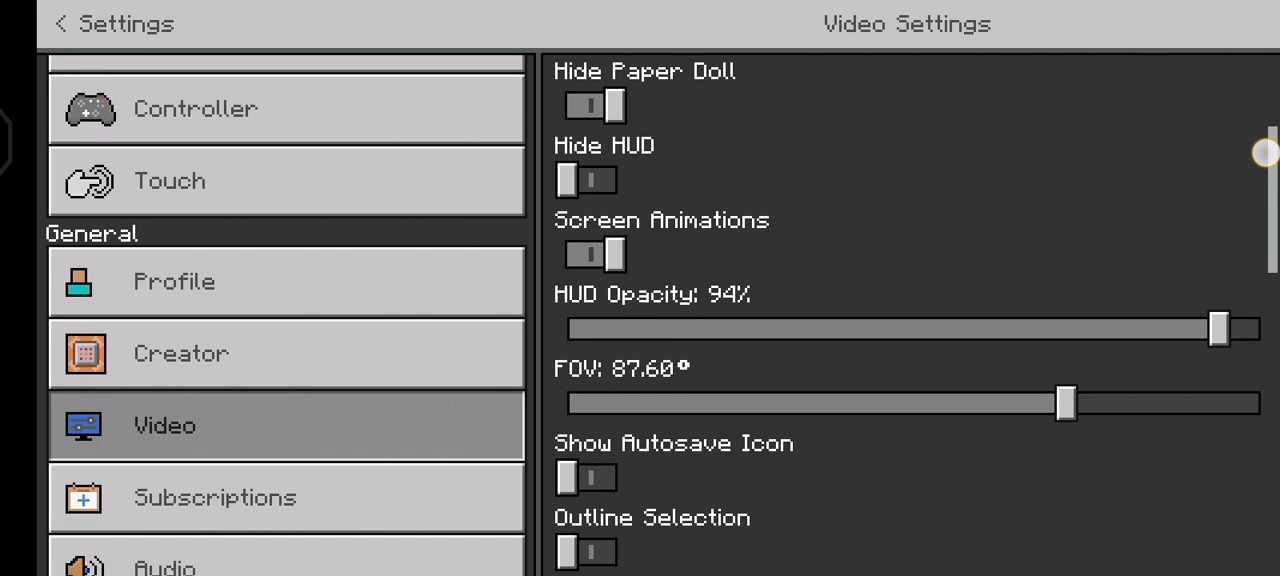 < Settings
Video Settings
Controller
Touch
General
Profile
Creator
Video
Subscriptions
Audio
Hide Paper Doll
Hide HUD
Screen Animations
HUD Opacity: 94%
FOV: 87.60°
Show Autosave Icon
Outline Selection